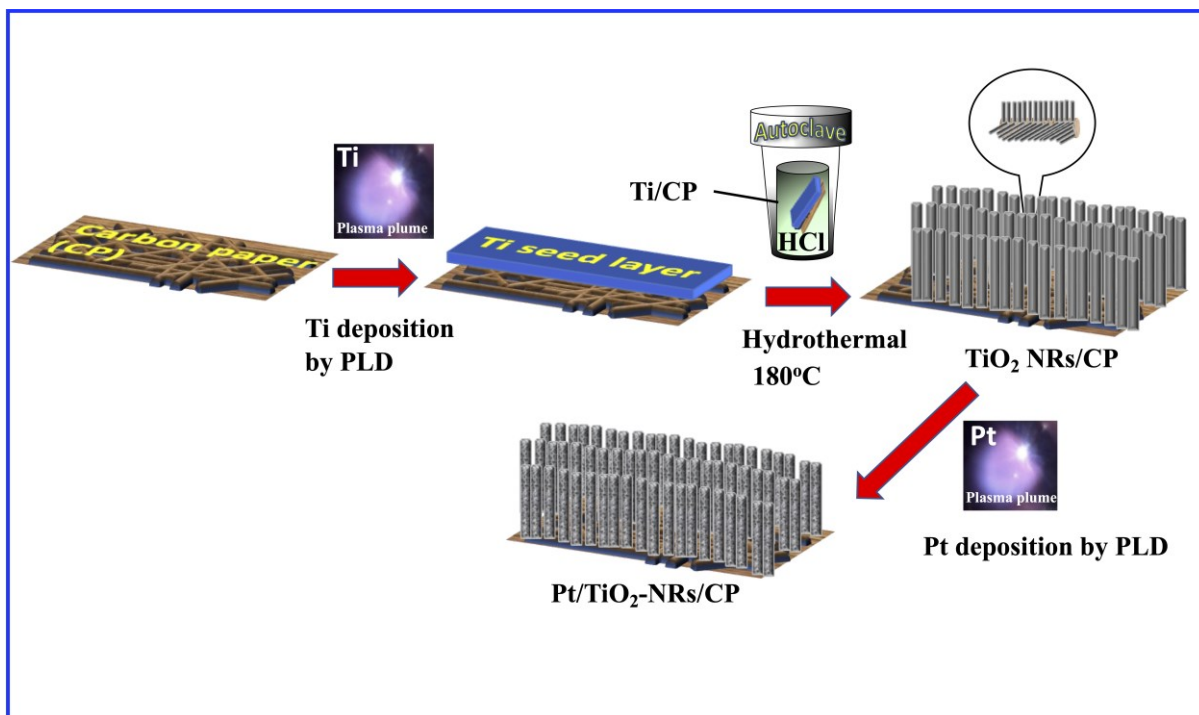 Carbon paper
(CP)
Ti
Plasma plume
Ti deposition
by PLD
Ti seed layer
Autoclave
Ti/CP
HCl
Hydrothermal
180°C
TiO₂ NRs/CP
Pt
Plasma plume
Pt deposition by PLD
Pt/TiO₂-NRs/CP